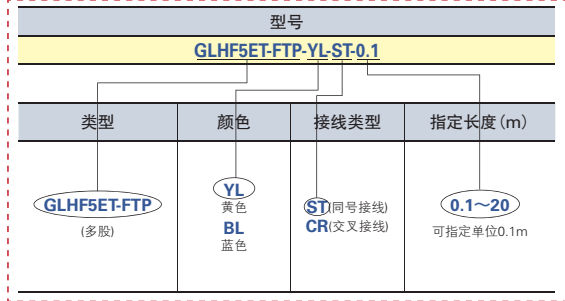 型号
GLHF5ET-FTP-YL-ST-0.1
类型 颜色 接线类型 指定长度(m)
GLHF5ET-FTP
(多股)
YL
黄色
BL
蓝色
ST(同号接线)
CR(交叉接线)
0.1～20
可指定单位0.1m